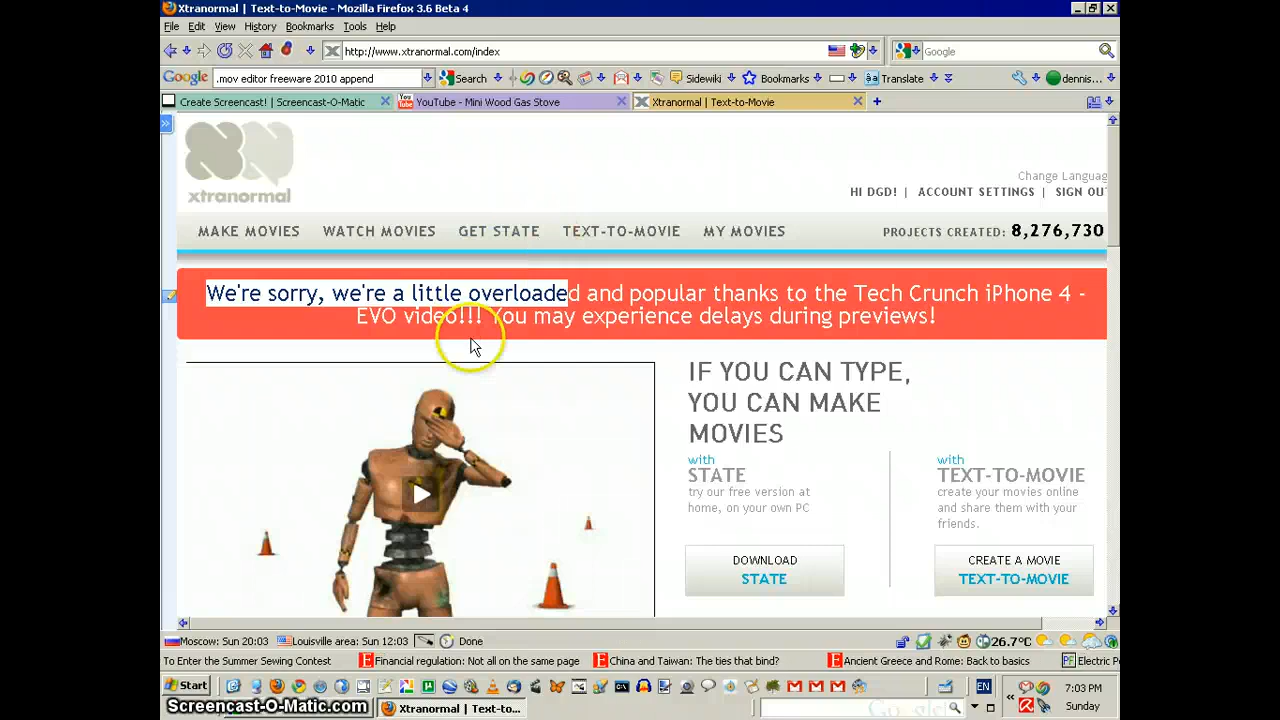 Xtranormal | Text-to-Movie - Mozilla Firefox 3.6 Beta 4
File Edit View History Bookmarks Tools Help
http://www.xtranormal.com/index Google
Google .mov editor freeware 2010 append Search Sidewiki Bookmarks Translate dennis...
Create Screencast! | Screencast-O-Matic YouTube - Mini Wood Gas Stove Xtranormal | Text-to-Movie
xtranormal
Change Languag
HI DGD! | ACCOUNT SETTINGS | SIGN OU
MAKE MOVIES WATCH MOVIES GET STATE TEXT-TO-MOVIE MY MOVIES PROJECTS CREATED: 8,276,730
We're sorry, we're a little overloaded and popular thanks to the Tech Crunch iPhone 4 -
EVO video!!! You may experience delays during previews!
IF YOU CAN TYPE,
YOU CAN MAKE
MOVIES
with
STATE
try our free version at
home, on your own PC
DOWNLOAD
STATE
with
TEXT-TO-MOVIE
create your movies online
and share them with your
friends.
CREATE A MOVIE
TEXT-TO-MOVIE
Moscow: Sun 20:03 Louisville area: Sun 12:03 Done 26.7°C
To Enter the Summer Sewing Contest Financial regulation: Not all on the same page China and Taiwan: The ties that bind? Ancient Greece and Rome: Back to basics Electric P
Start EN 7:03 PM
Screencast-O-Matic.com Xtranormal | Text-to... Sunday